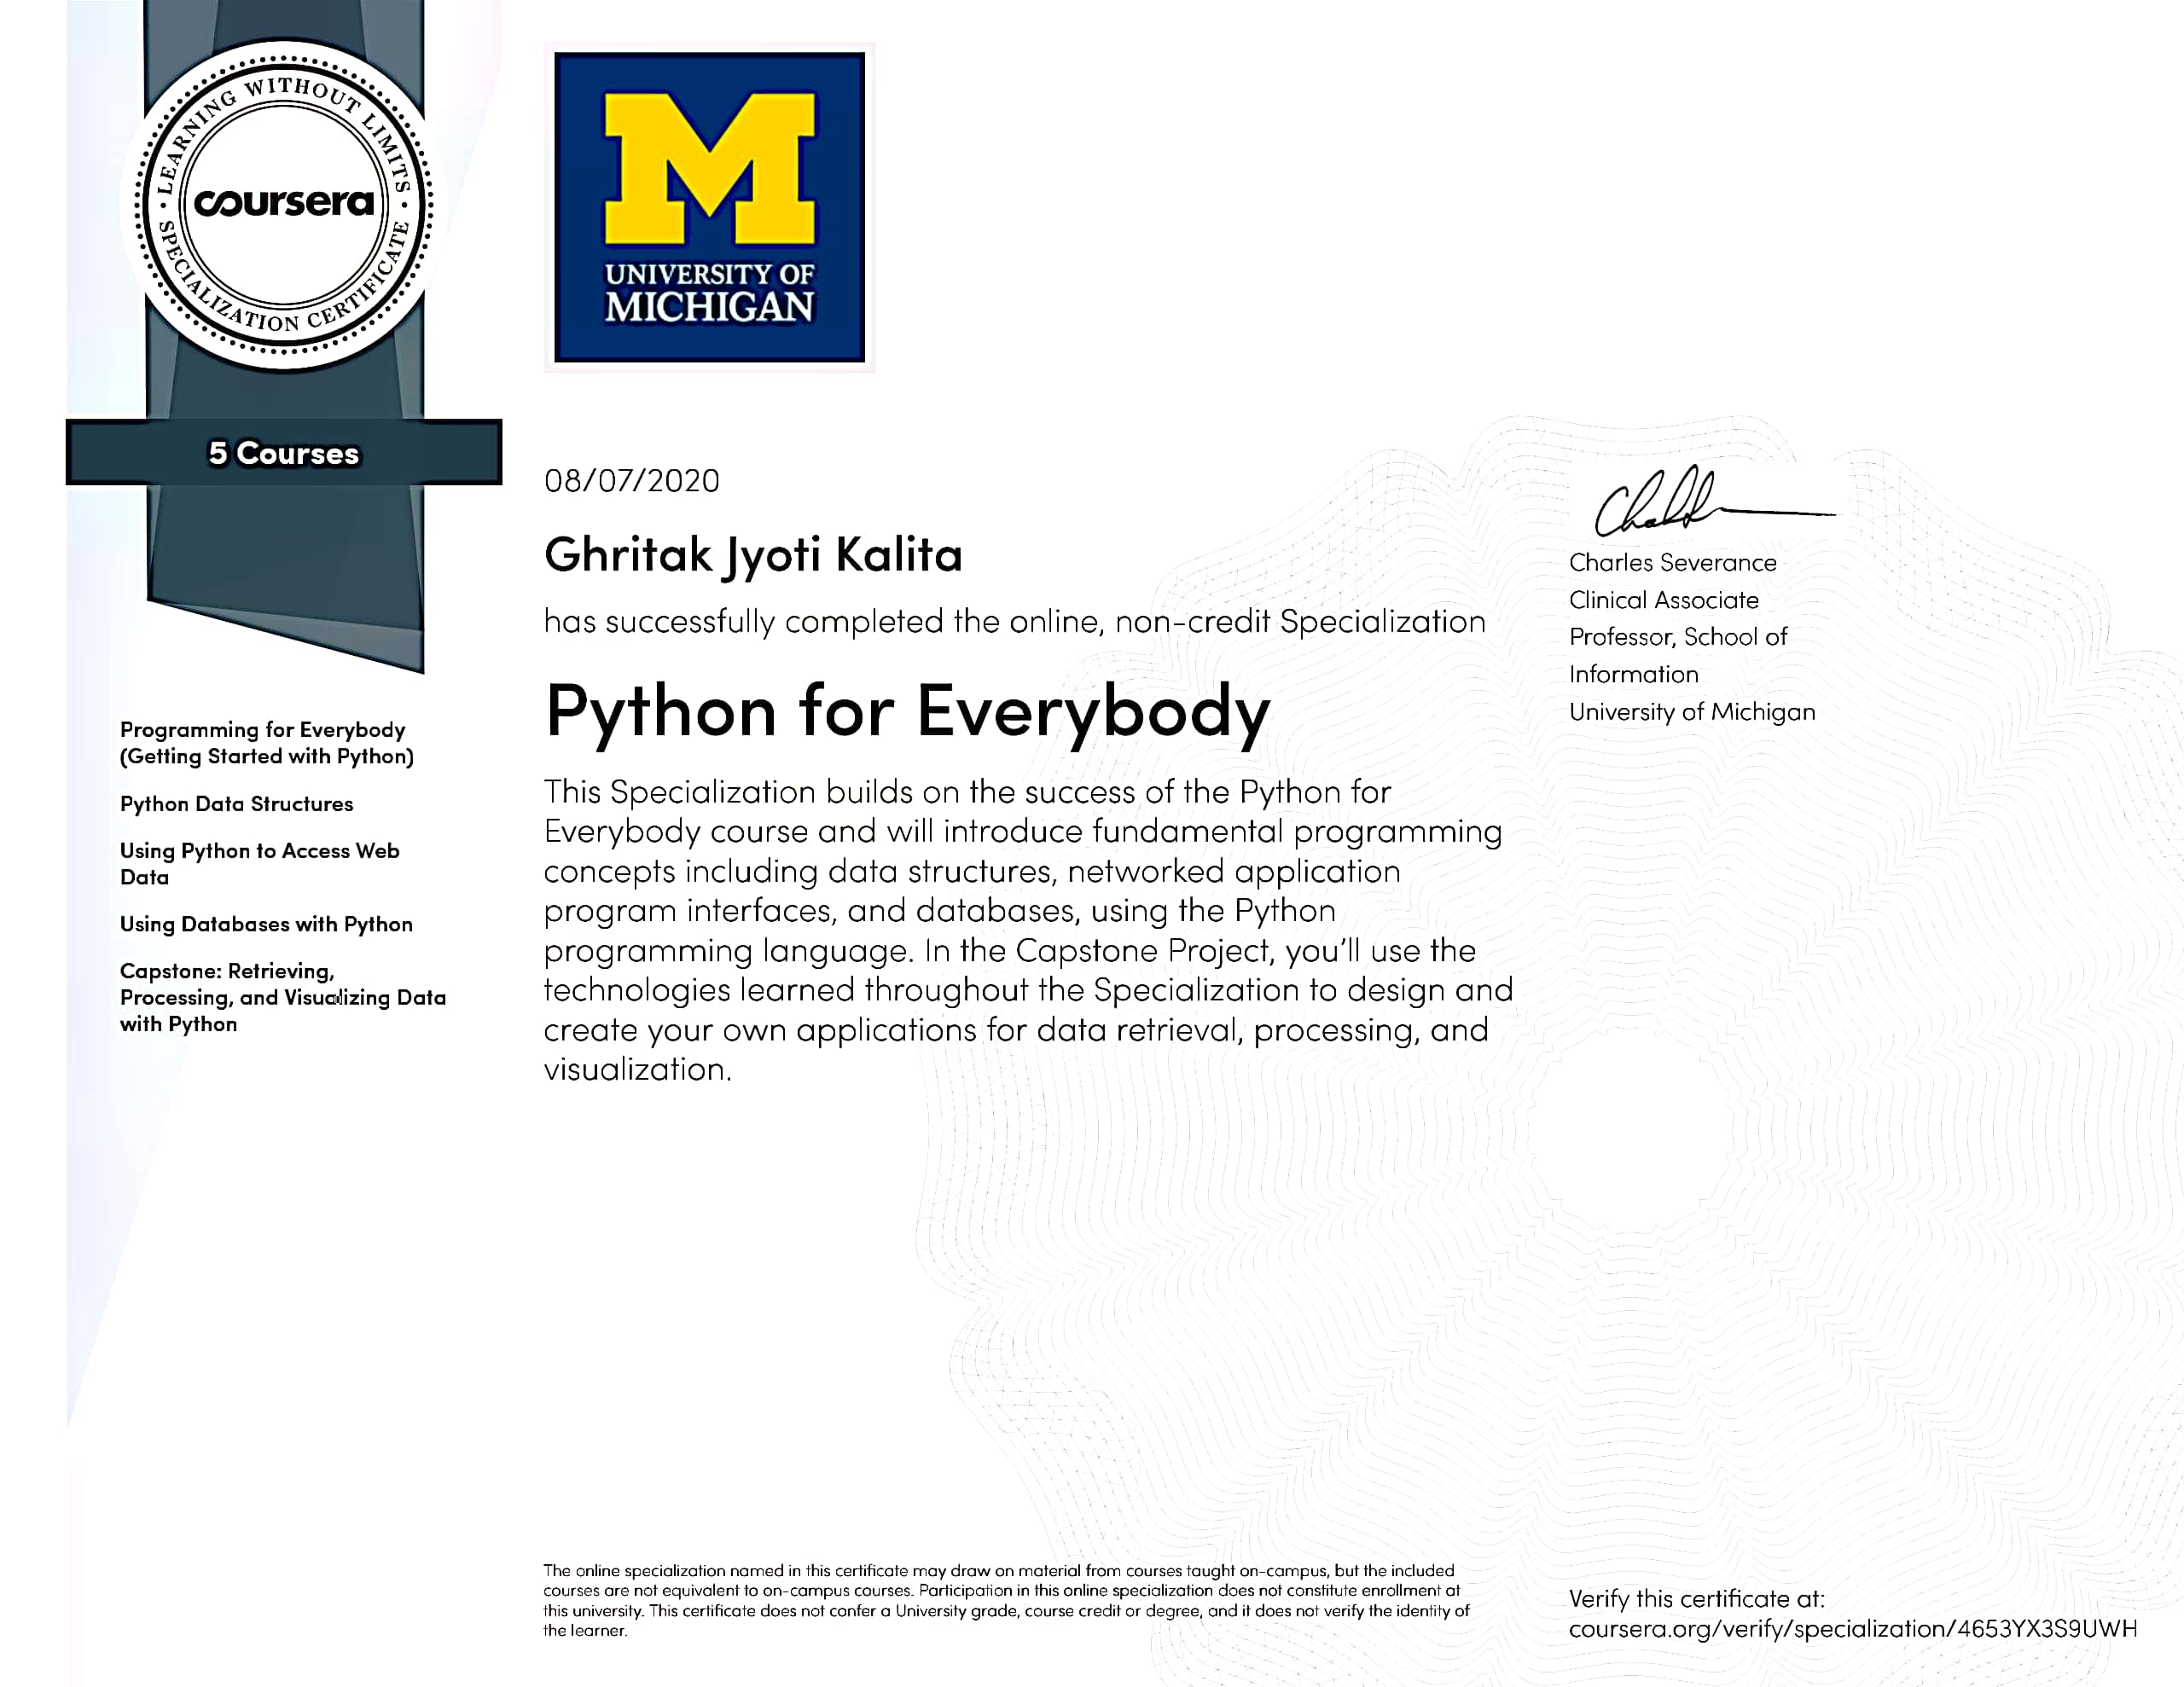 LEARNING WITHOUT LIMITS
coursera
SPECIALIZATION CERTIFICATE
5 Courses
Programming for Everybody
(Getting Started with Python)
Python Data Structures
Using Python to Access Web
Data
Using Databases with Python
Capstone: Retrieving,
Processing, and Visualizing Data
with Python
M
UNIVERSITY OF
MICHIGAN
08/07/2020
Ghritak Jyoti Kalita
has successfully completed the online, non-credit Specialization
Python for Everybody
This Specialization builds on the success of the Python for
Everybody course and will introduce fundamental programming
concepts including data structures, networked application
program interfaces, and databases, using the Python
programming language. In the Capstone Project, you'll use the
technologies learned throughout the Specialization to design and
create your own applications for data retrieval, processing, and
visualization.
Charles Severance
Clinical Associate
Professor, School of
Information
University of Michigan
The online specialization named in this certificate may draw on material from courses taught on-campus, but the included
courses are not equivalent to on-campus courses. Participation in this online specialization does not constitute enrollment at
this university. This certificate does not confer a University grade, course credit or degree, and it does not verify the identity of
the learner.
Verify this certificate at:
coursera.org/verify/specialization/4653YX3S9UWH